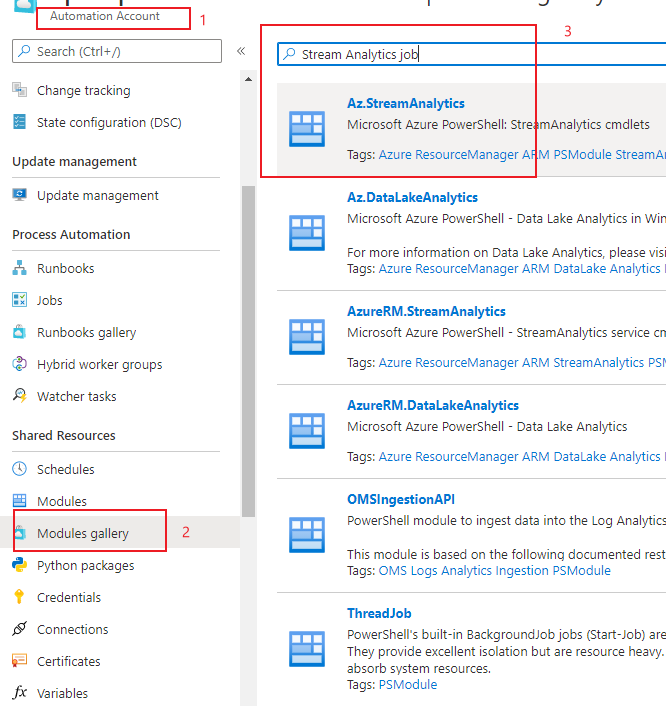 Automation Account
1
Search (Ctrl+/)
«
Change tracking
State configuration (DSC)
Update management
Update management
Process Automation
Runbooks
Jobs
Runbooks gallery
Hybrid worker groups
Watcher tasks
Shared Resources
Schedules
Modules
Modules gallery
2
Python packages
Credentials
Connections
Certificates
Variables
3
Stream Analytics job
Az.StreamAnalytics
Microsoft Azure PowerShell: StreamAnalytics cmdlets
Tags: Azure ResourceManager ARM PSModule StreamAn
Az.DataLakeAnalytics
Microsoft Azure PowerShell - Data Lake Analytics in Win
For more information on Data Lake Analytics, please visi
Tags: Azure ResourceManager ARM DataLake Analytics
AzureRM.StreamAnalytics
Microsoft Azure PowerShell - StreamAnalytics service cm
Tags: Azure ResourceManager ARM StreamAnalytics PSM
AzureRM.DataLakeAnalytics
Microsoft Azure PowerShell - Data Lake Analytics
Tags: Azure ResourceManager ARM DataLake Analytics
OMSIngestionAPI
PowerShell module to ingest data into the Log Analytics
This module is based on the following documented rest
Tags: OMS Logs Analytics Ingestion PSModule
ThreadJob
PowerShell's built-in BackgroundJob jobs (Start-Job) are
They provide excellent isolation but are resource heavy.
absorb system resources.
Tags: PSModule